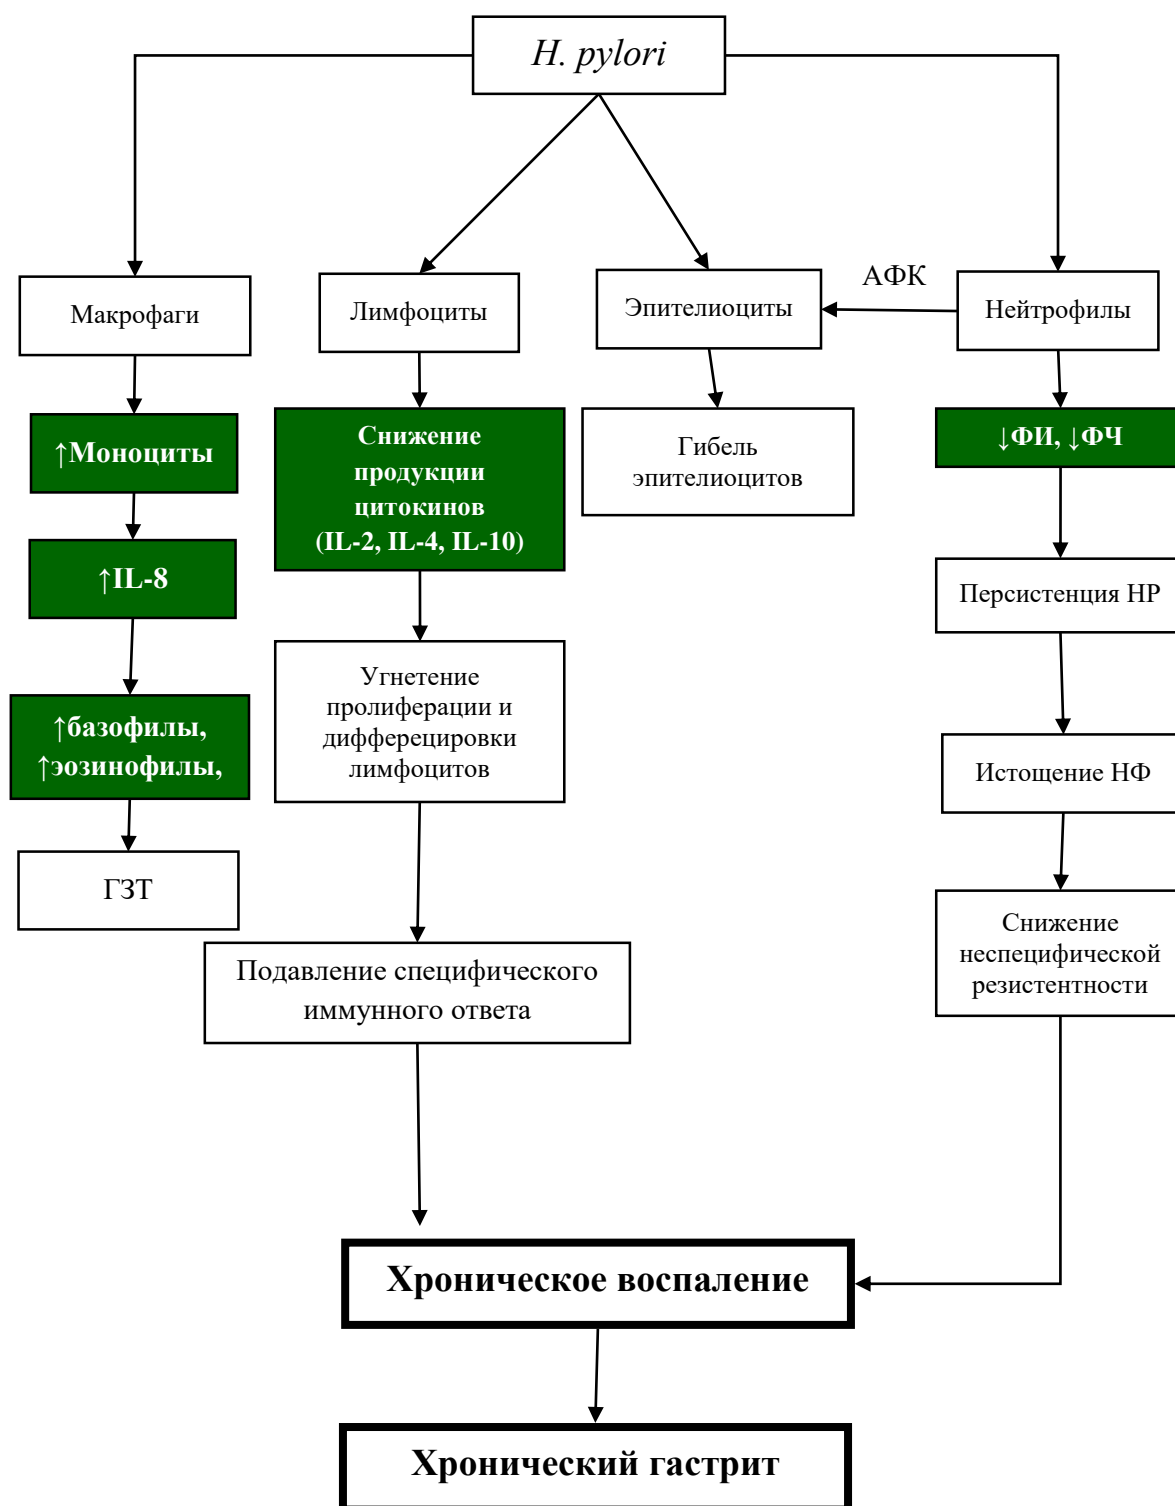 H. pylori
АФК
Макрофаги
Лимфоциты
Эпителиоциты
Нейтрофилы
↑Моноциты
Снижение
продукции
цитокинов
(IL-2, IL-4, IL-10)
Гибель
эпителиоцитов
↓ФИ, ↓ФЧ
↑IL-8
Персистенция НР
↑базофилы,
↑эозинофилы,
Угнетение
пролиферации и
дифферецировки
лимфоцитов
Истощение НФ
ГЗТ
Снижение
неспецифической
резистентности
Подавление специфического
иммунного ответа
Хроническое воспаление
Хронический гастрит